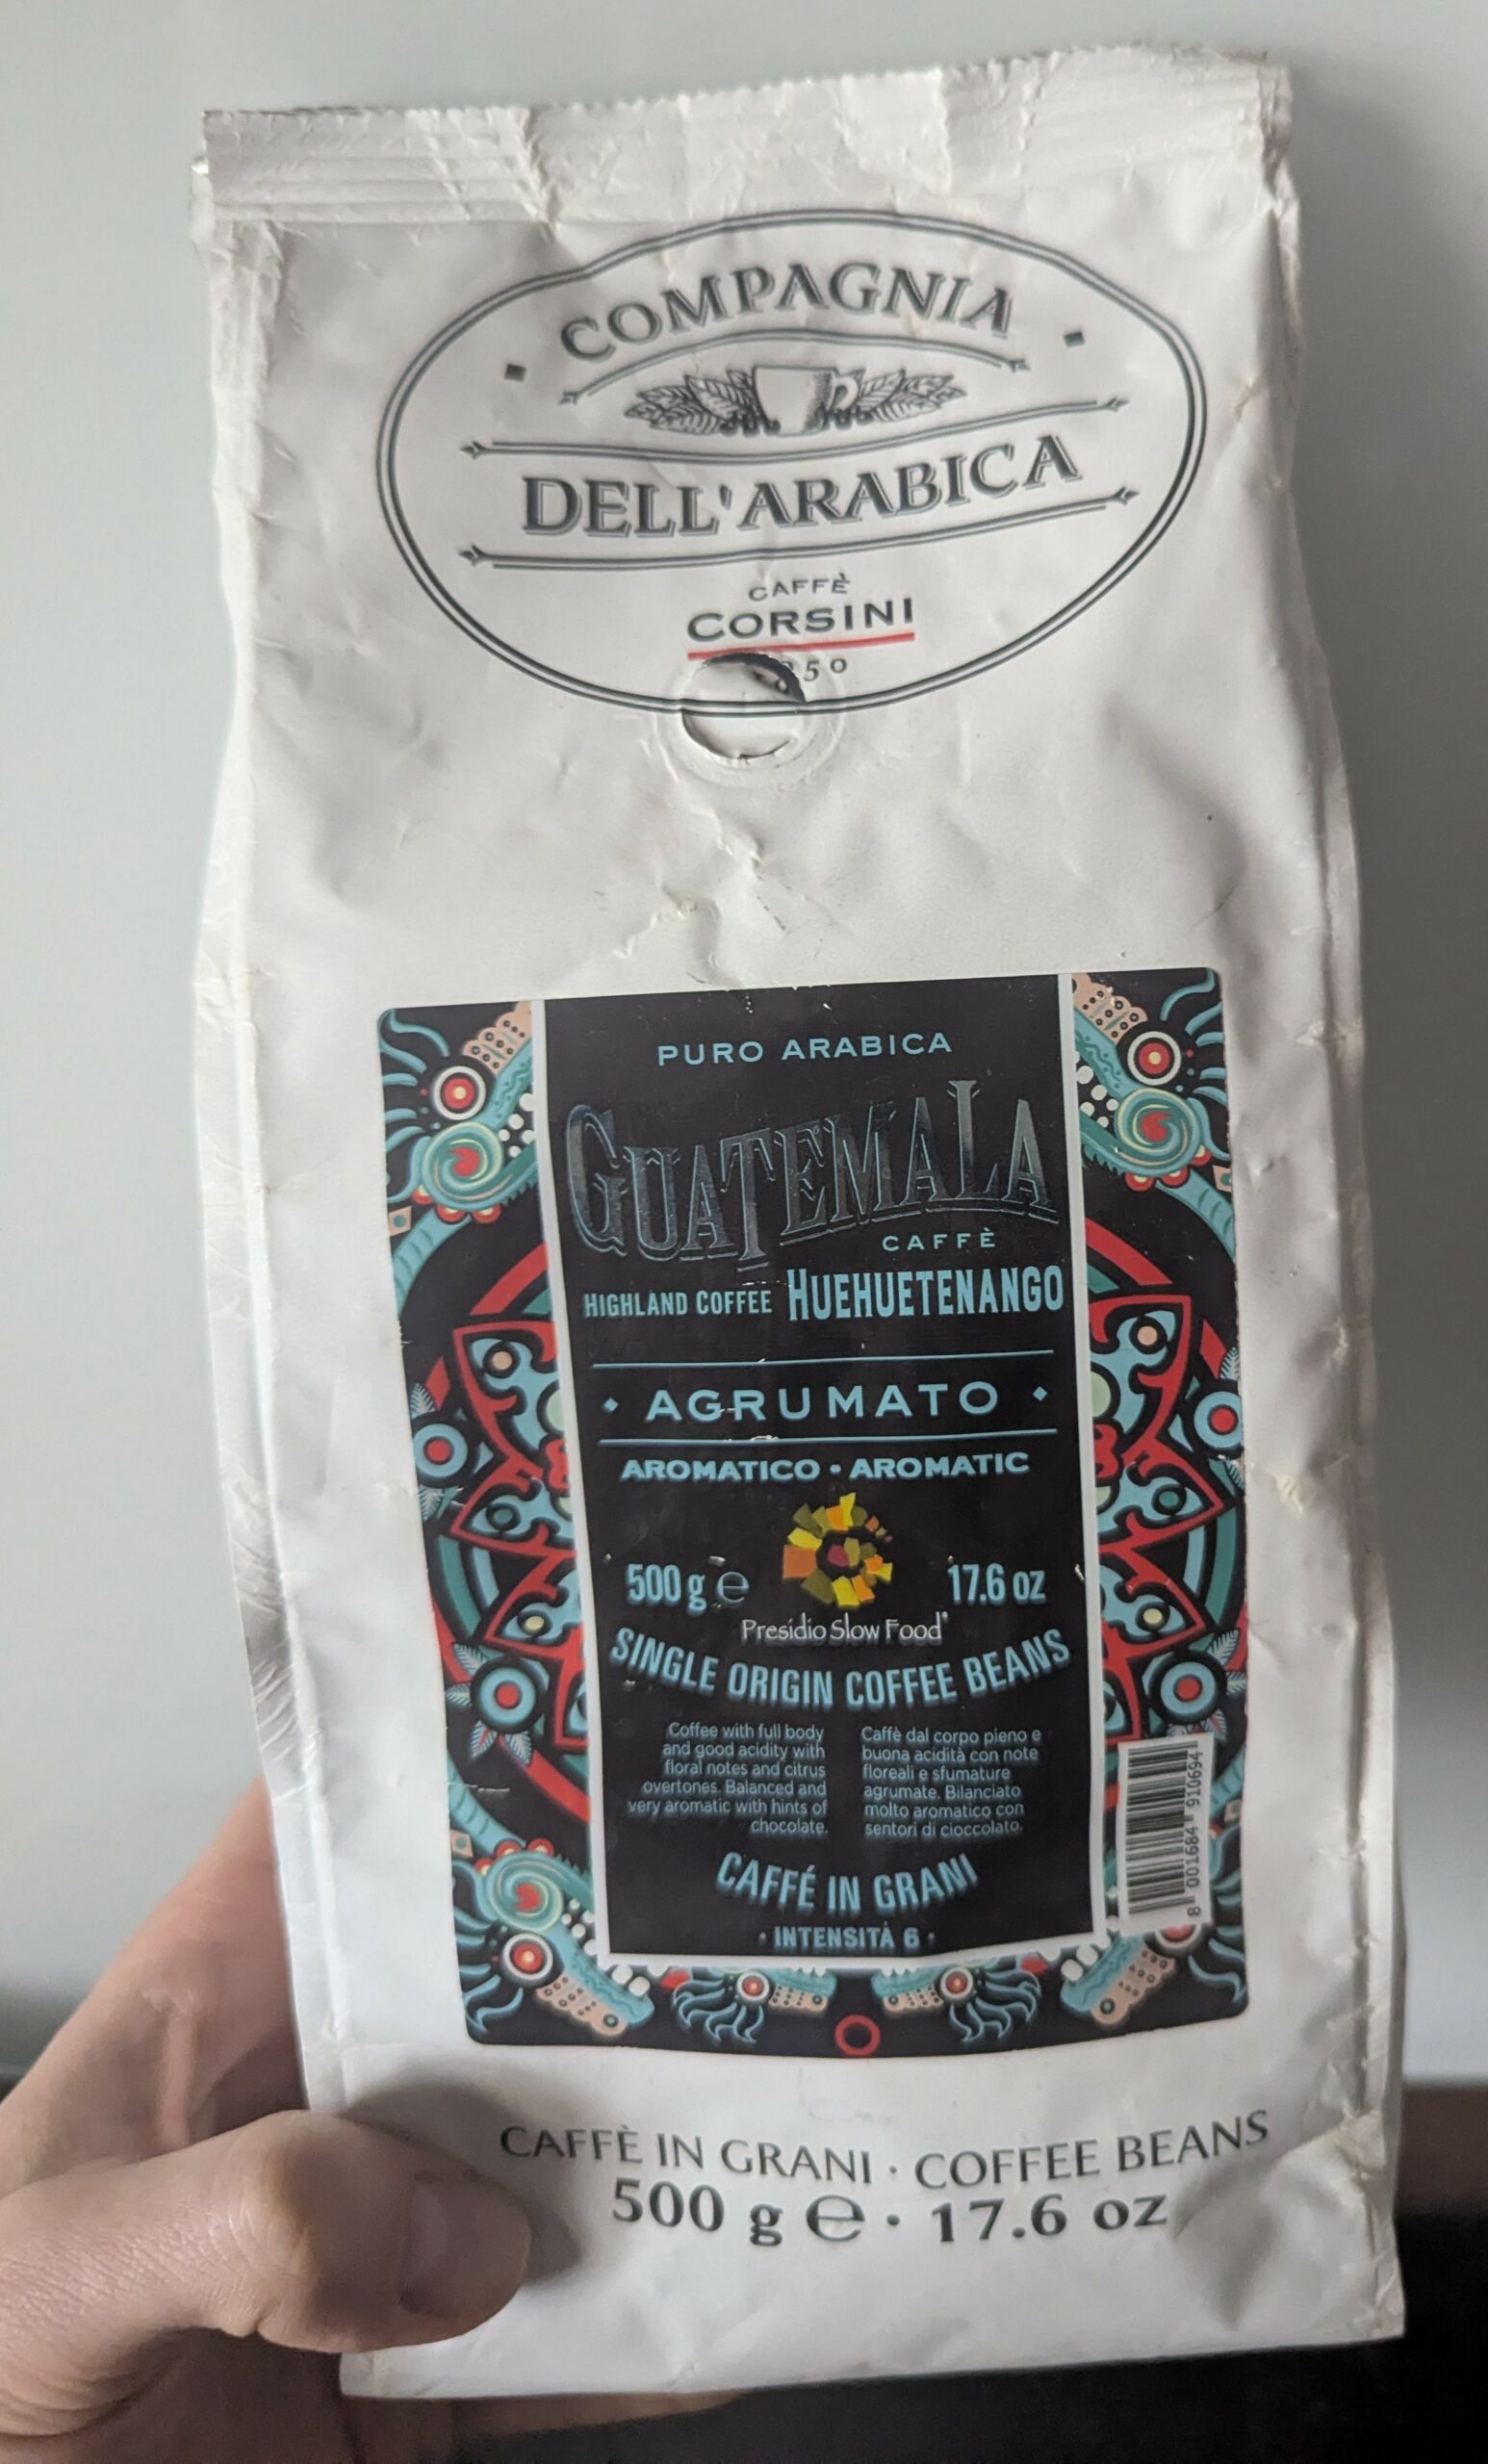 COMPAGNIA
DELL'ARABICA
CAFFÈ
CORSINI
50
PURO ARABICA
GUATEMALA
CAFFÈ
HIGHLAND COFFEE HUEHUETENANGO
• AGRUMATO •
AROMATICO • AROMATIC
500 g ℮ 17.6 oz
Presidio Slow Food®
SINGLE ORIGIN COFFEE BEANS
Coffee with full body
and good acidity with
floral notes and citrus
overtones. Balanced and
very aromatic with hints of
chocolate.
Caffè dal corpo pieno e
buona acidità con note
floreali e sfumature
agrumate. Bilanciato
molto aromatico con
sentori di cioccolato.
CAFFÉ IN GRANI
• INTENSITÀ 6 •
8 001684 910694
CAFFÈ IN GRANI • COFFEE BEANS
500 g ℮ • 17.6 oz